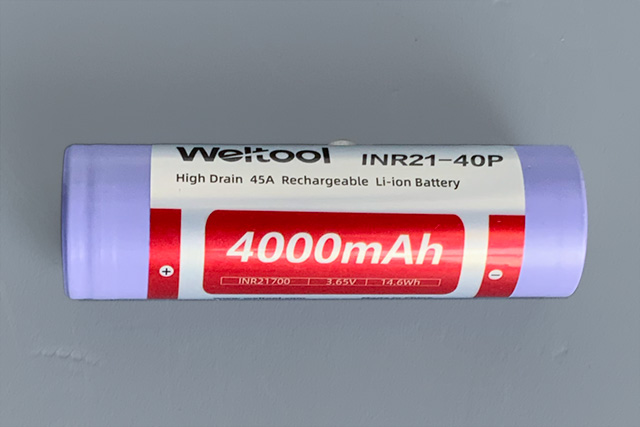 Weltool INR21-40P
High Drain 45A Rechargeable Li-ion Battery
4000mAh
INR21700 | 3.65V | 14.6Wh
+
−